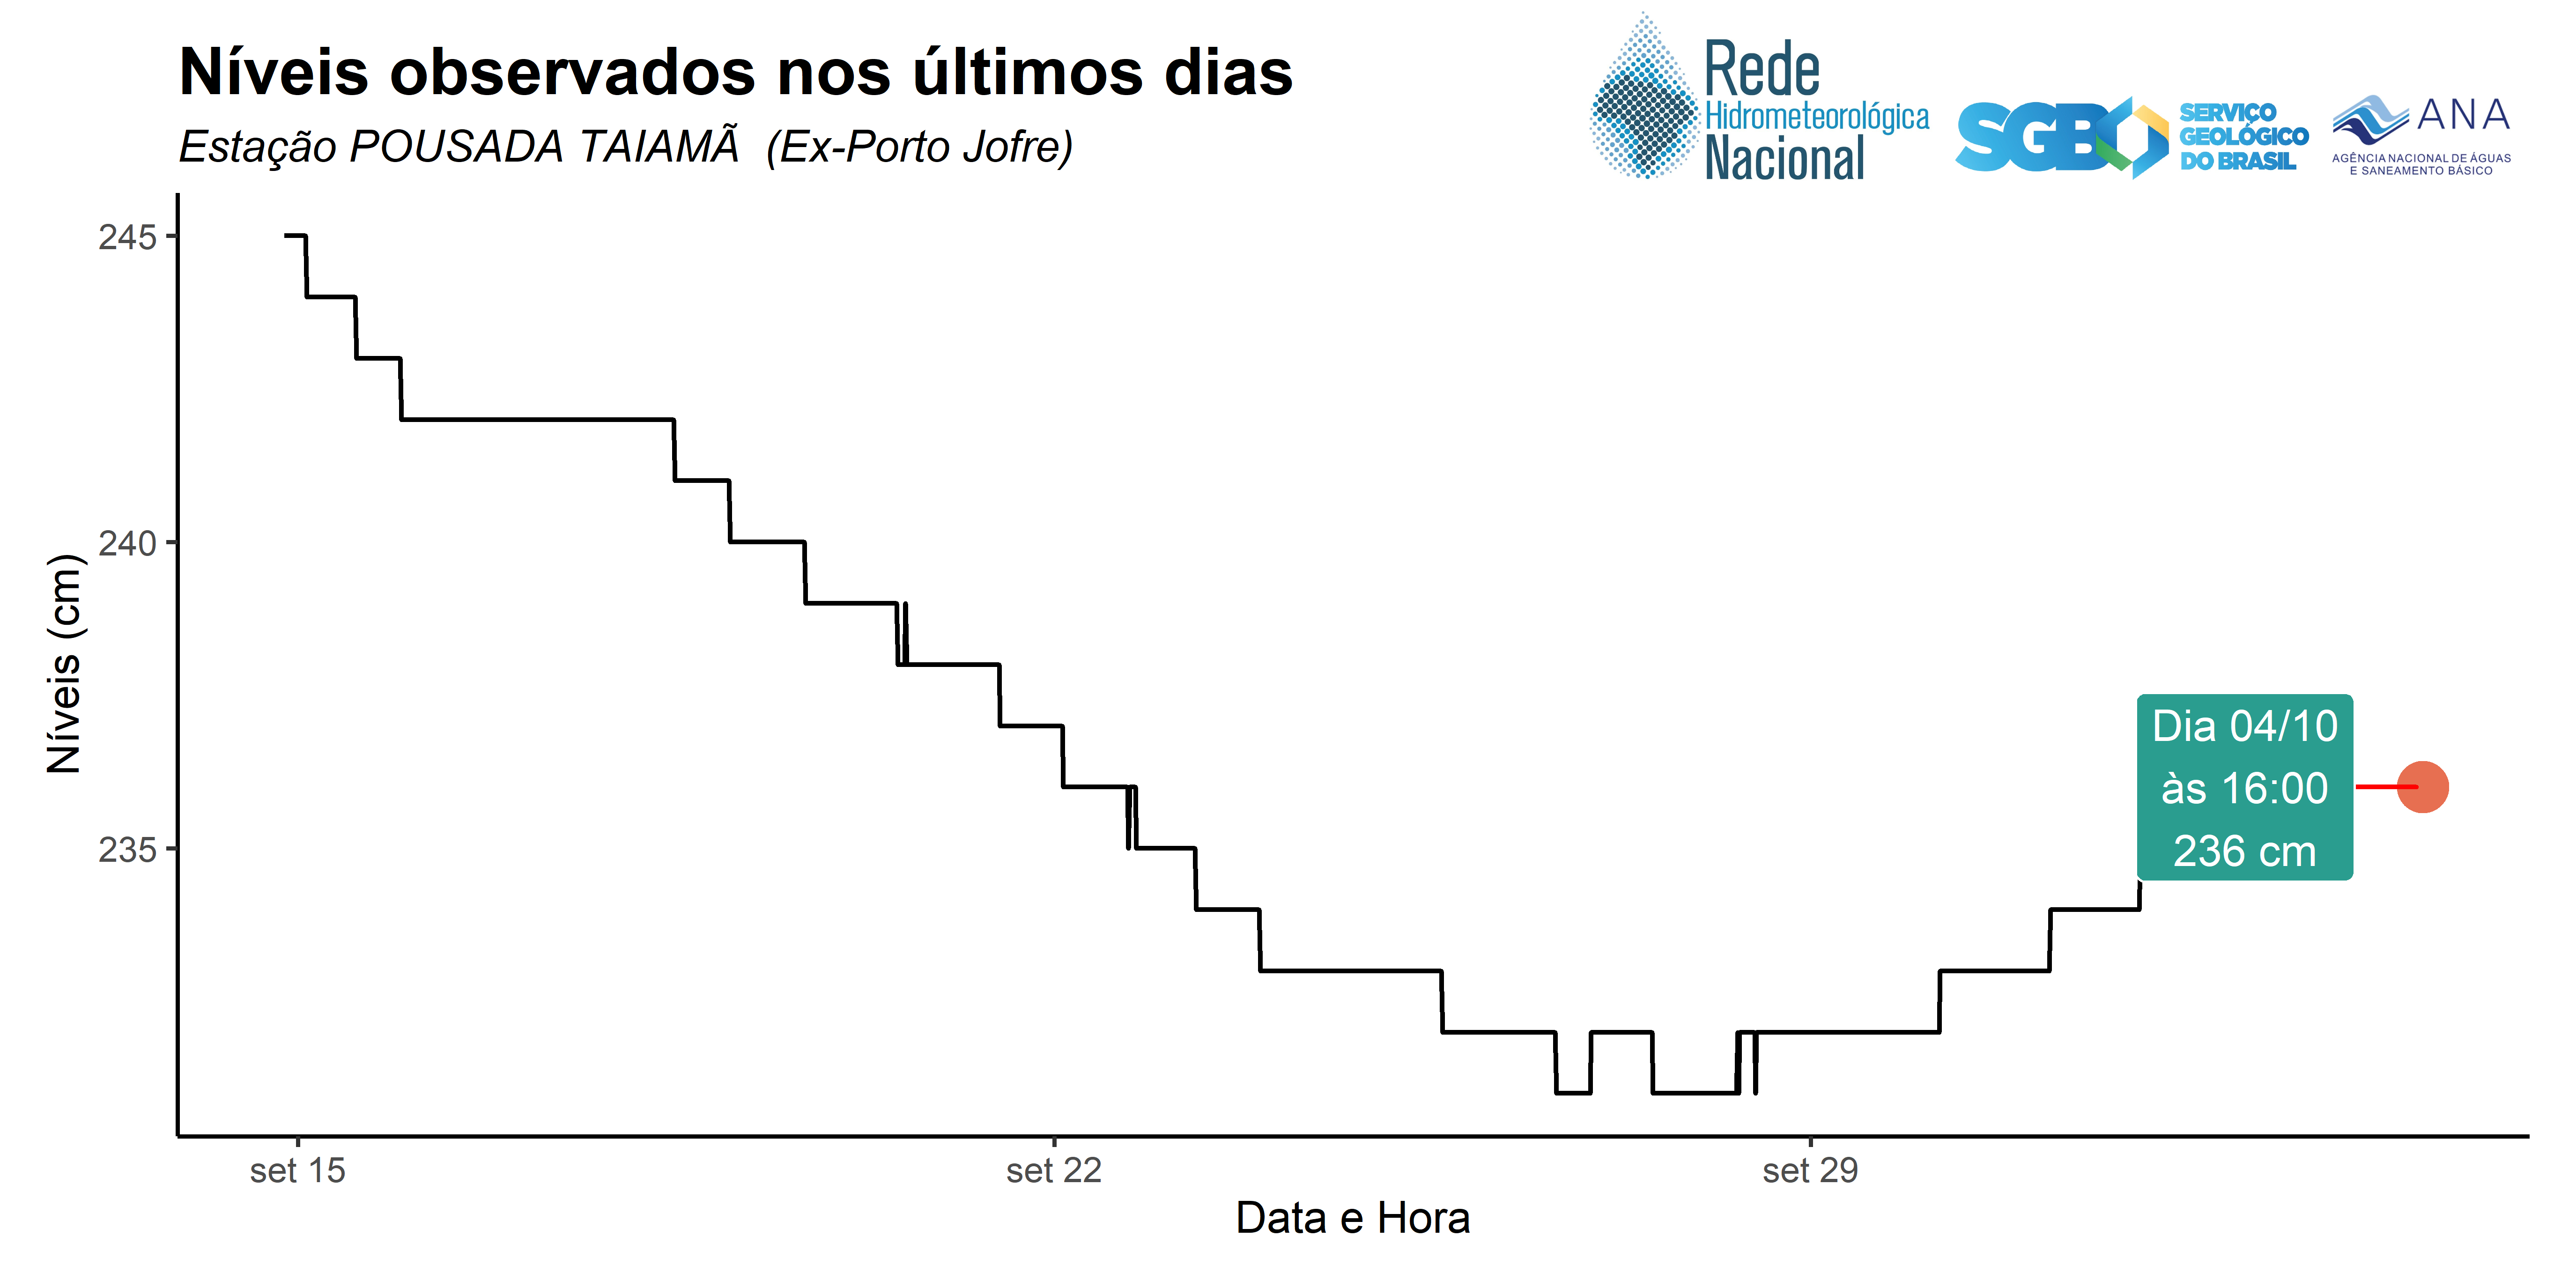 Níveis observados nos últimos dias
Estação POUSADA TAIAMÃ (Ex-Porto Jofre)
Rede
Hidrometeorológica
Nacional
SGB
SERVIÇO
GEOLÓGICO
DO BRASIL
ANA
AGÊNCIA NACIONAL DE ÁGUAS
E SANEAMENTO BÁSICO
Níveis (cm)
245
240
235
Dia 04/10
às 16:00
236 cm
set 15
set 22
set 29
Data e Hora